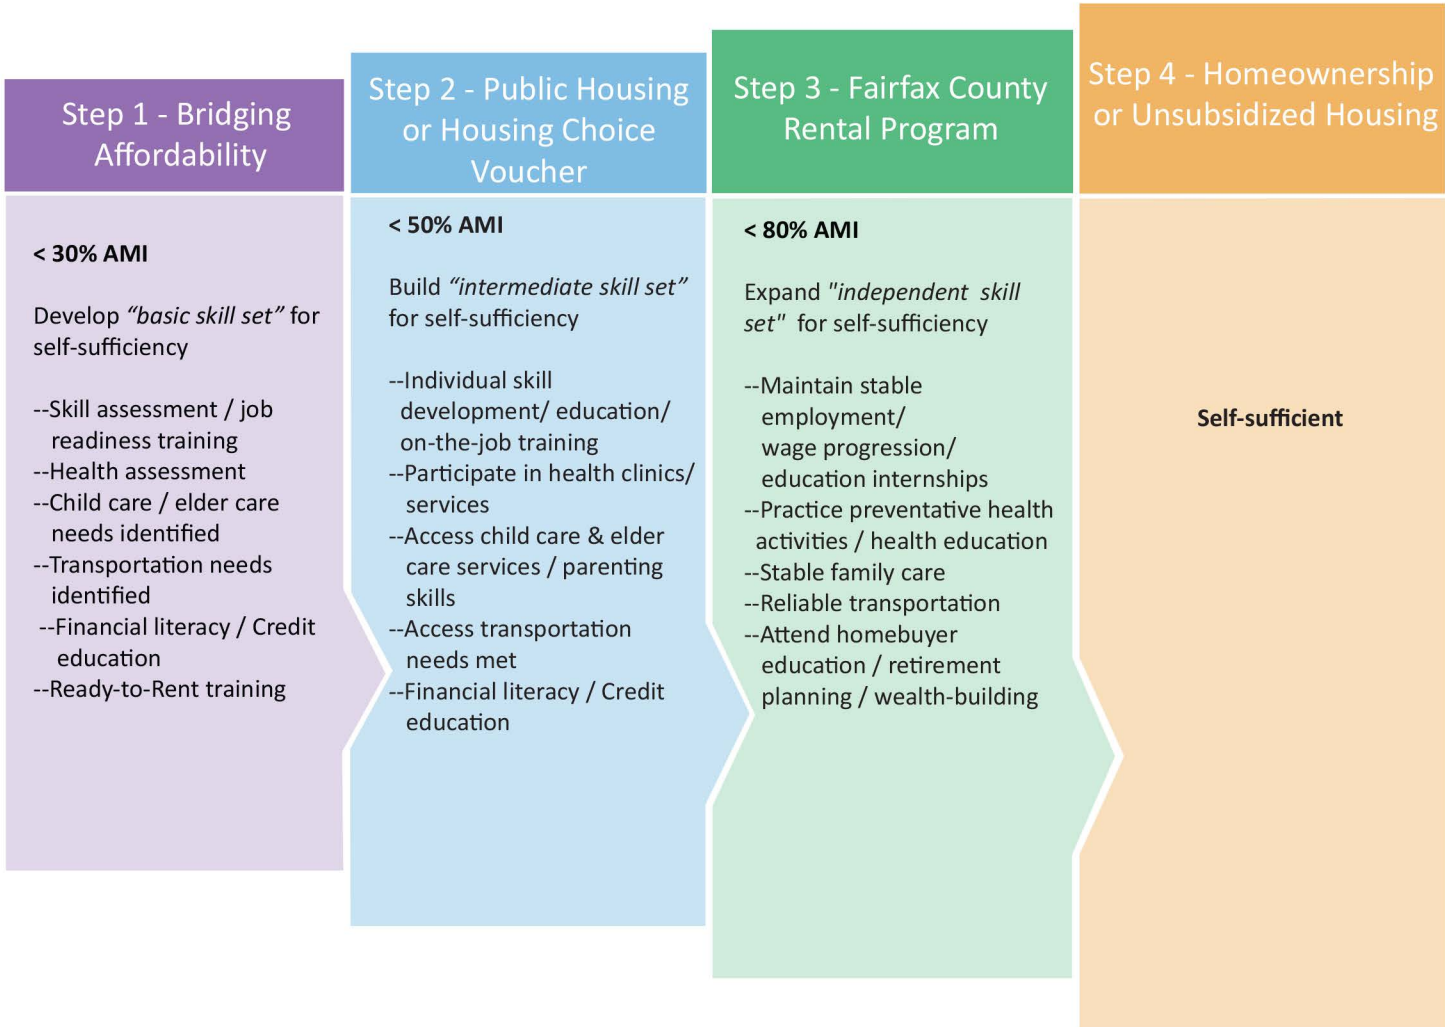 Step 1 - Bridging
Affordability
< 30% AMI
Develop “basic skill set” for
self-sufficiency
--Skill assessment / job
readiness training
--Health assessment
--Child care / elder care
needs identified
--Transportation needs
identified
--Financial literacy / Credit
education
--Ready-to-Rent training
Step 2 - Public Housing
or Housing Choice
Voucher
< 50% AMI
Build “intermediate skill set”
for self-sufficiency
--Individual skill
development/ education/
on-the-job training
--Participate in health clinics/
services
--Access child care & elder
care services / parenting
skills
--Access transportation
needs met
--Financial literacy / Credit
education
Step 3 - Fairfax County
Rental Program
< 80% AMI
Expand "independent skill
set" for self-sufficiency
--Maintain stable
employment/
wage progression/
education internships
--Practice preventative health
activities / health education
--Stable family care
--Reliable transportation
--Attend homebuyer
education / retirement
planning / wealth-building
Step 4 - Homeownership
or Unsubsidized Housing
Self-sufficient